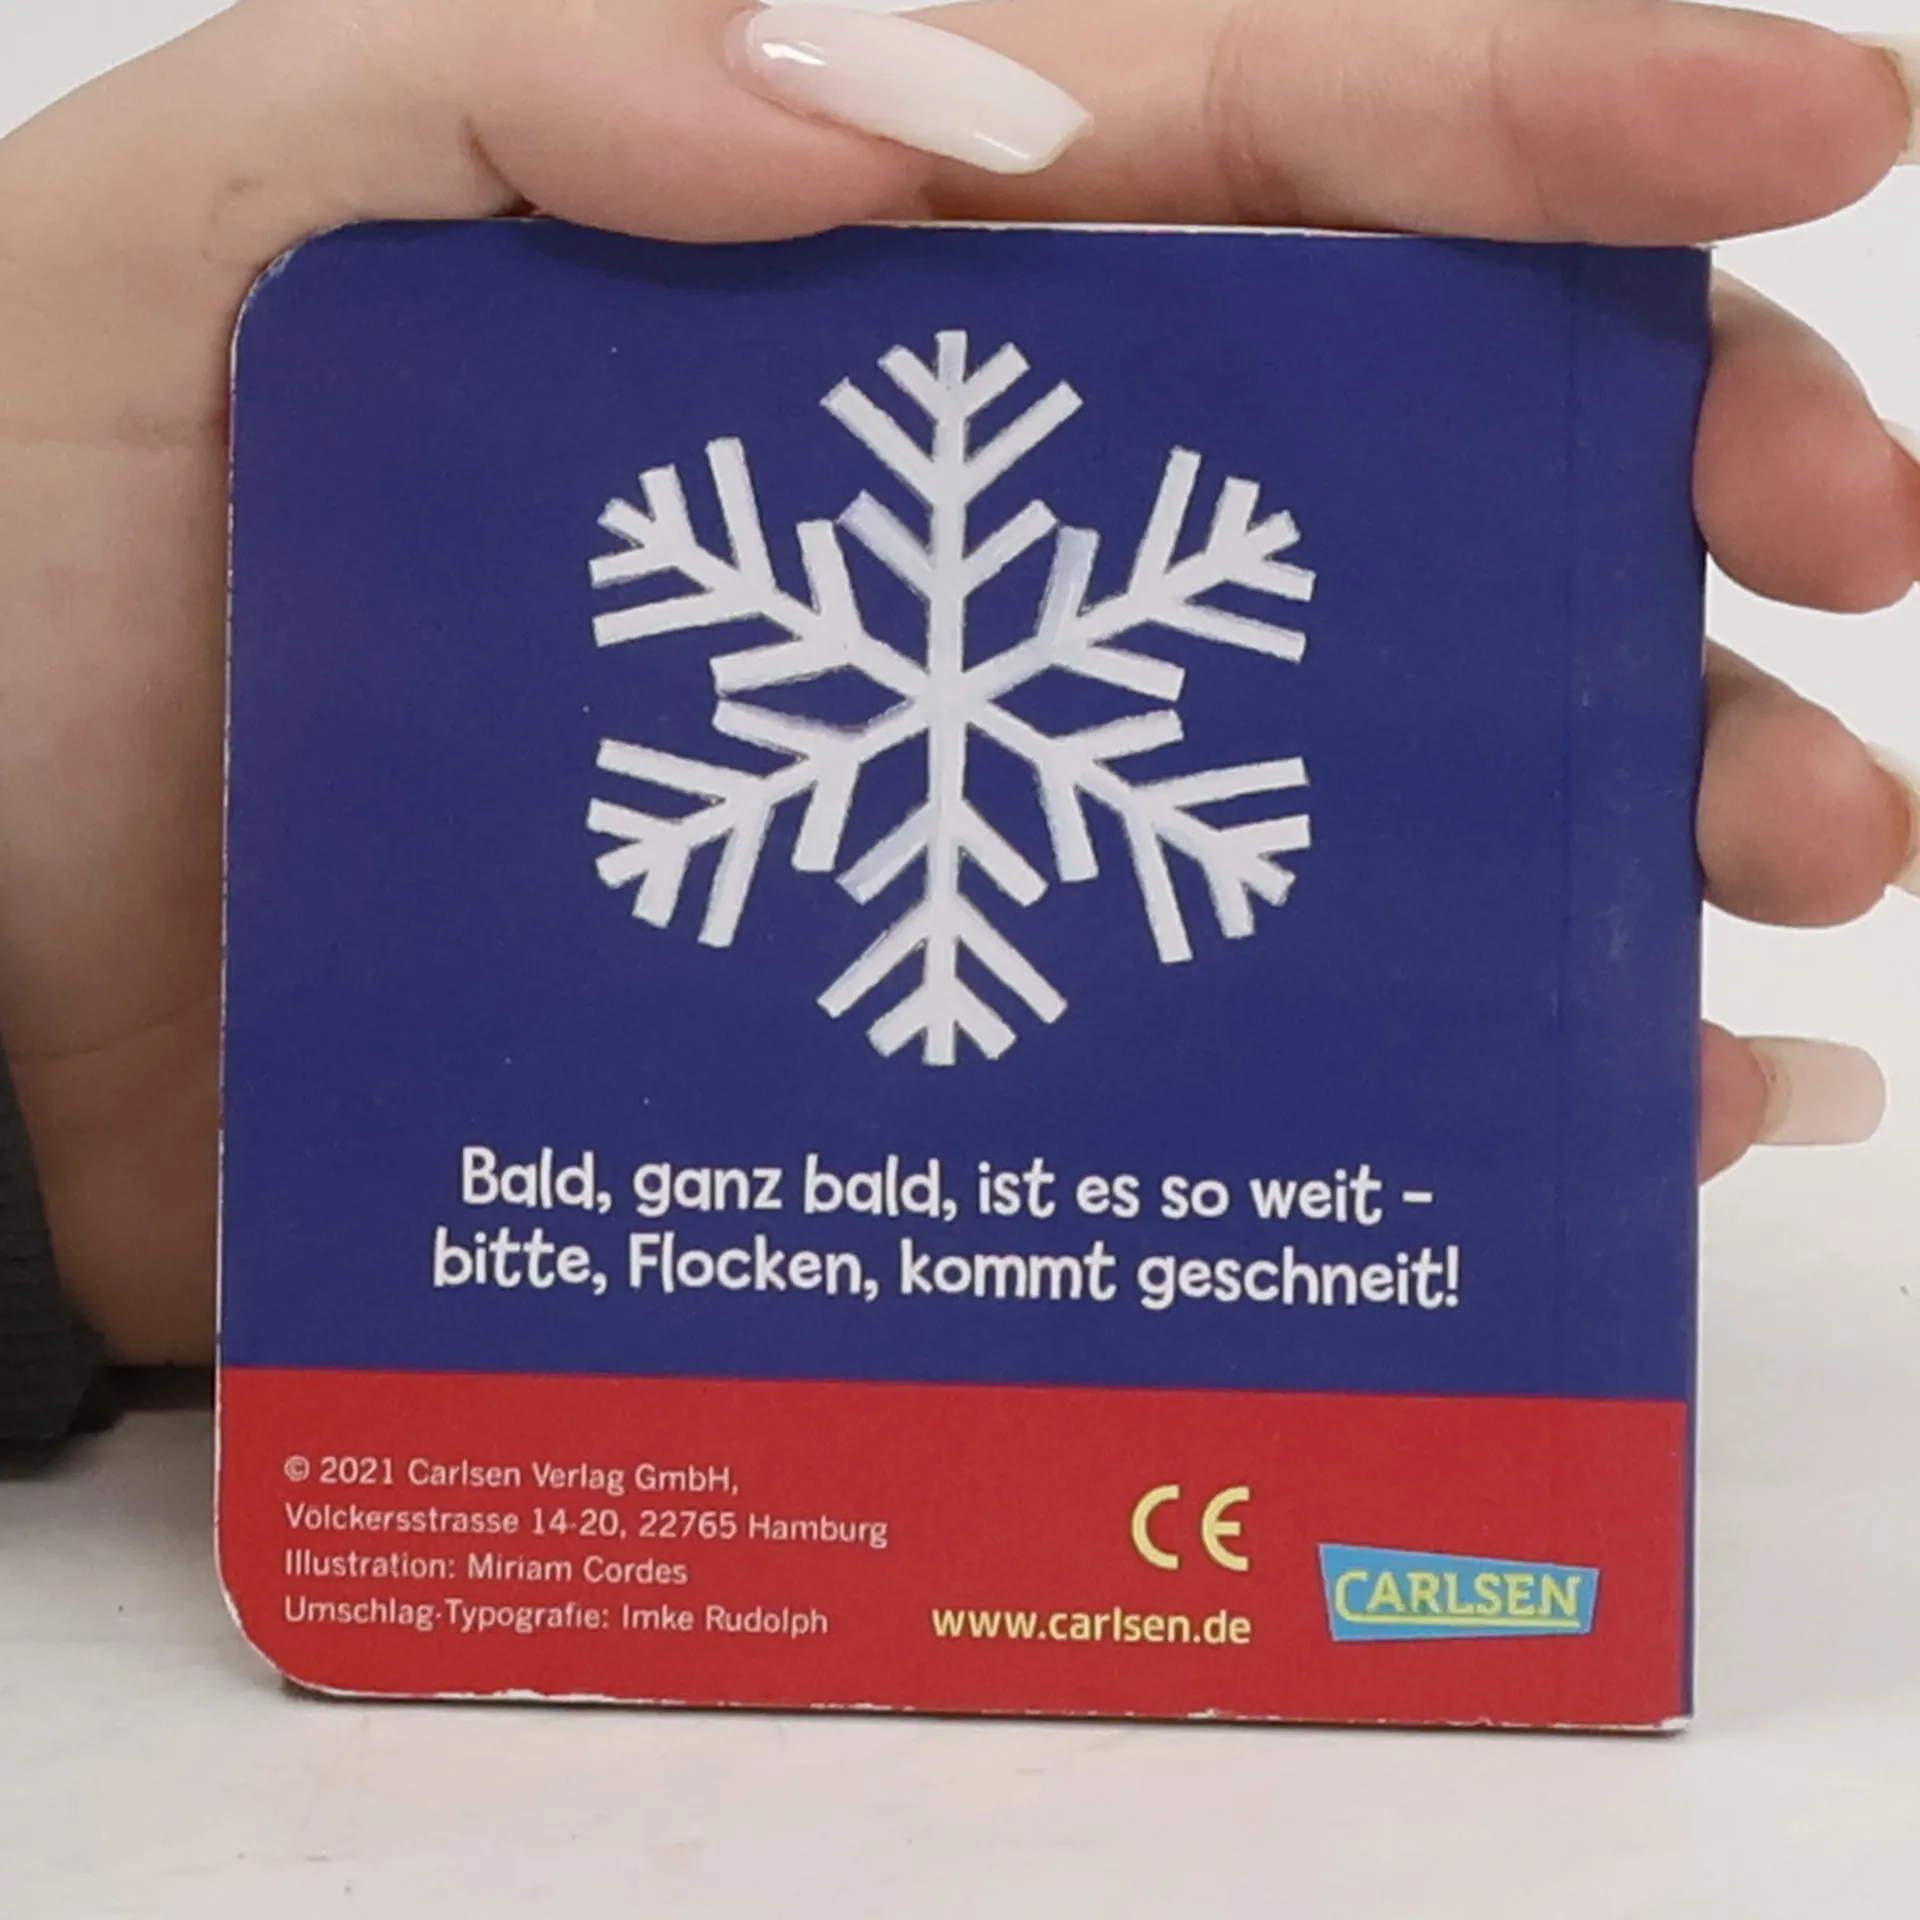 Bald, ganz bald, ist es so weit –
bitte, Flocken, kommt geschneit!
© 2021 Carlsen Verlag GmbH,
Völckersstrasse 14-20, 22765 Hamburg
Illustration: Miriam Cordes
Umschlag-Typografie: Imke Rudolph
CE
www.carlsen.de
CARLSEN